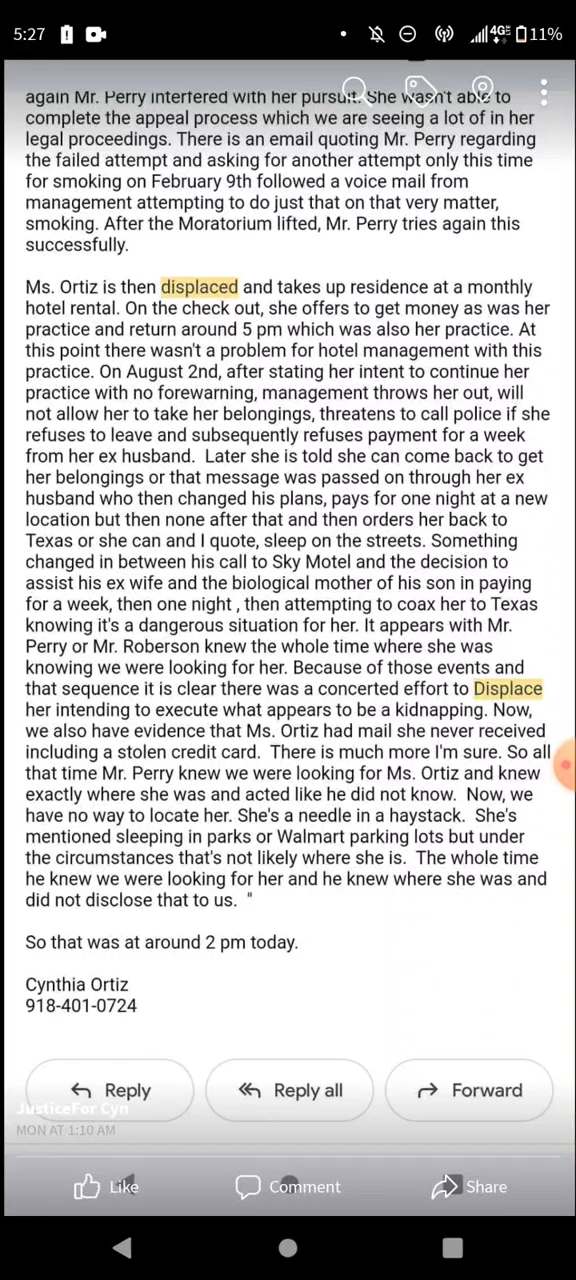 5:27
4G
11%
again Mr. Perry interfered with her pursuit. She wasn't able to
complete the appeal process which we are seeing a lot of in her
legal proceedings. There is an email quoting Mr. Perry regarding
the failed attempt and asking for another attempt only this time
for smoking on February 9th followed a voice mail from
management attempting to do just that on that very matter,
smoking. After the Moratorium lifted, Mr. Perry tries again this
successfully.
Ms. Ortiz is then displaced and takes up residence at a monthly
hotel rental. On the check out, she offers to get money as was her
practice and return around 5 pm which was also her practice. At
this point there wasn't a problem for hotel management with this
practice. On August 2nd, after stating her intent to continue her
practice with no forewarning, management throws her out, will
not allow her to take her belongings, threatens to call police if she
refuses to leave and subsequently refuses payment for a week
from her ex husband.  Later she is told she can come back to get
her belongings or that message was passed on through her ex
husband who then changed his plans, pays for one night at a new
location but then none after that and then orders her back to
Texas or she can and I quote, sleep on the streets. Something
changed in between his call to Sky Motel and the decision to
assist his ex wife and the biological mother of his son in paying
for a week, then one night , then attempting to coax her to Texas
knowing it's a dangerous situation for her. It appears with Mr.
Perry or Mr. Roberson knew the whole time where she was
knowing we were looking for her. Because of those events and
that sequence it is clear there was a concerted effort to Displace
her intending to execute what appears to be a kidnapping. Now,
we also have evidence that Ms. Ortiz had mail she never received
including a stolen credit card.  There is much more I'm sure. So all
that time Mr. Perry knew we were looking for Ms. Ortiz and knew
exactly where she was and acted like he did not know.  Now, we
have no way to locate her. She's a needle in a haystack.  She's
mentioned sleeping in parks or Walmart parking lots but under
the circumstances that's not likely where she is.  The whole time
he knew we were looking for her and he knew where she was and
did not disclose that to us.  "
So that was at around 2 pm today.
Cynthia Ortiz
918-401-0724
Reply
Reply all
Forward
JusticeFor Cyn
MON AT 1:10 AM
Like
Comment
Share